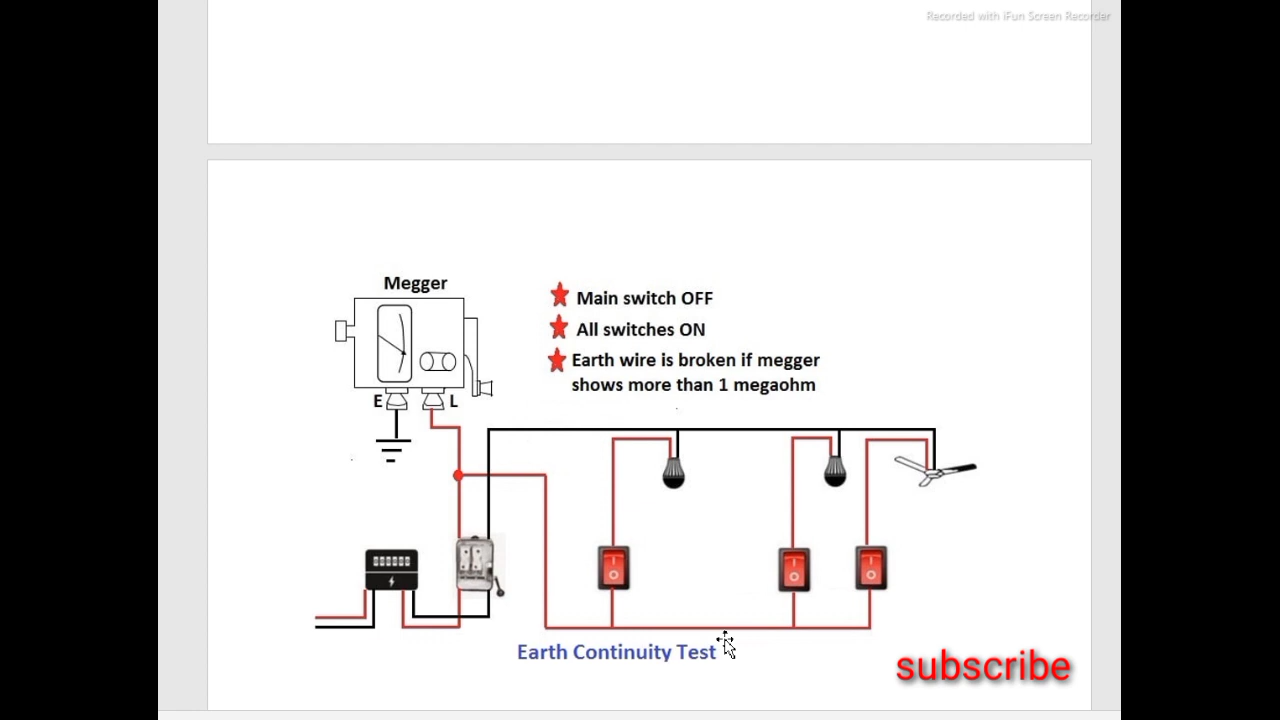 Recorded with iFun Screen Recorder
Megger
Main switch OFF
All switches ON
Earth wire is broken if megger
shows more than 1 megaohm
E
L
Earth Continuity Test
subscribe